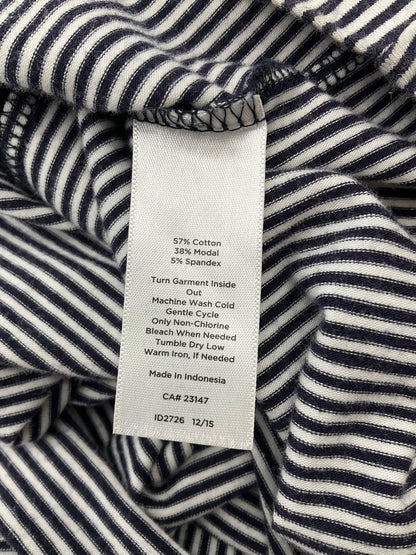 57% Cotton
38% Modal
5% Spandex
Turn Garment Inside
Out
Machine Wash Cold
Gentle Cycle
Only Non-Chlorine
Bleach When Needed
Tumble Dry Low
Warm Iron, If Needed
Made in Indonesia
CA# 23147
ID2726 12/15